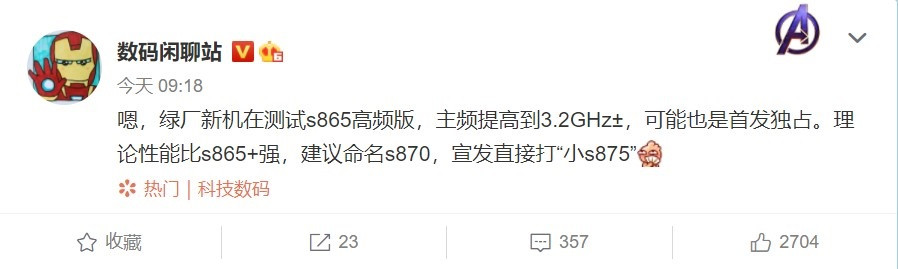 数码闲聊站
今天 09:18
嗯，绿厂新机在测试s865高频版，主频提高到3.2GHz±，可能也是首发独占。理
论性能比s865+强，建议命名s870，宣发直接打“小s875”
热门 | 科技数码
收藏 23 357 2704